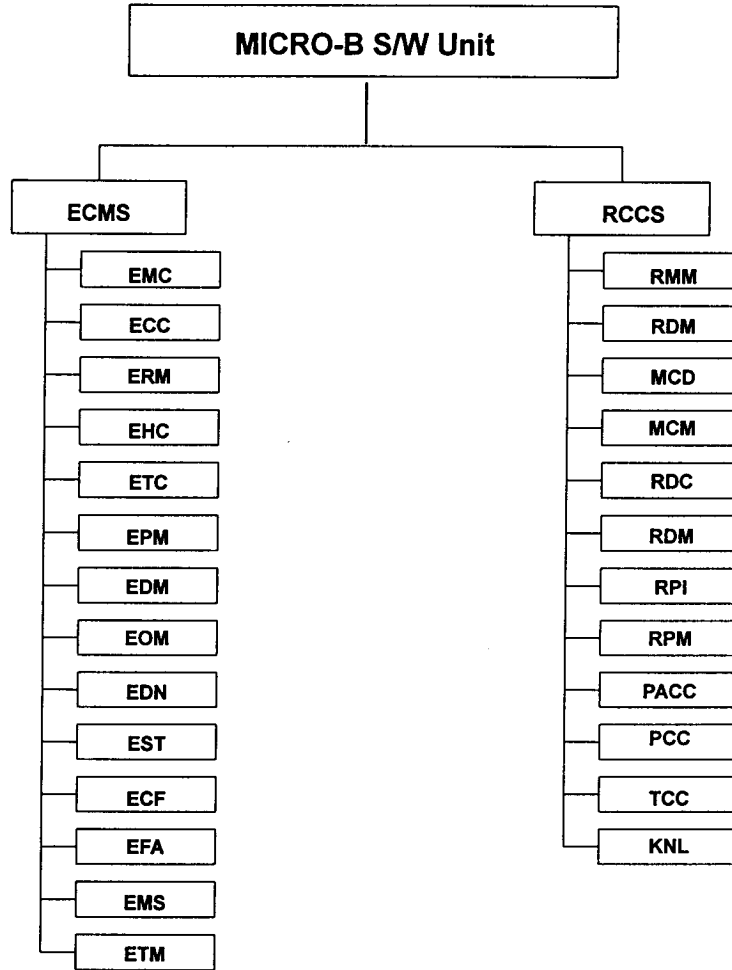 MICRO-B S/W Unit
ECMS
EMC
ECC
ERM
EHC
ETC
EPM
EDM
EOM
EDN
EST
ECF
EFA
EMS
ETM
RCCS
RMM
RDM
MCD
MCM
RDC
RDM
RPI
RPM
PACC
PCC
TCC
KNL